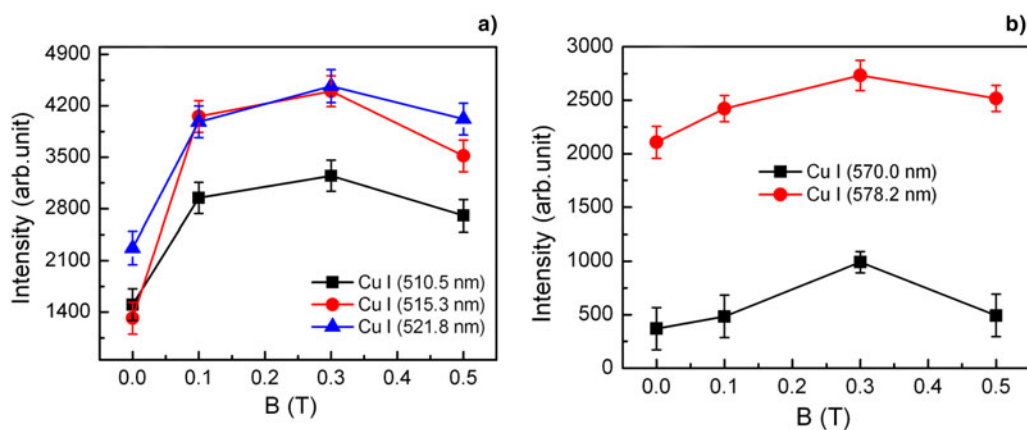 a)
4900
4200
3500
2800
2100
1400
Intensity (arb.unit)
Cu I (510.5 nm)
Cu I (515.3 nm)
Cu I (521.8 nm)
0.0 0.1 0.2 0.3 0.4 0.5
B (T)
b)
3000
2500
2000
1500
1000
500
0
Intensity (arb.unit)
Cu I (570.0 nm)
Cu I (578.2 nm)
0.0 0.1 0.2 0.3 0.4 0.5
B (T)